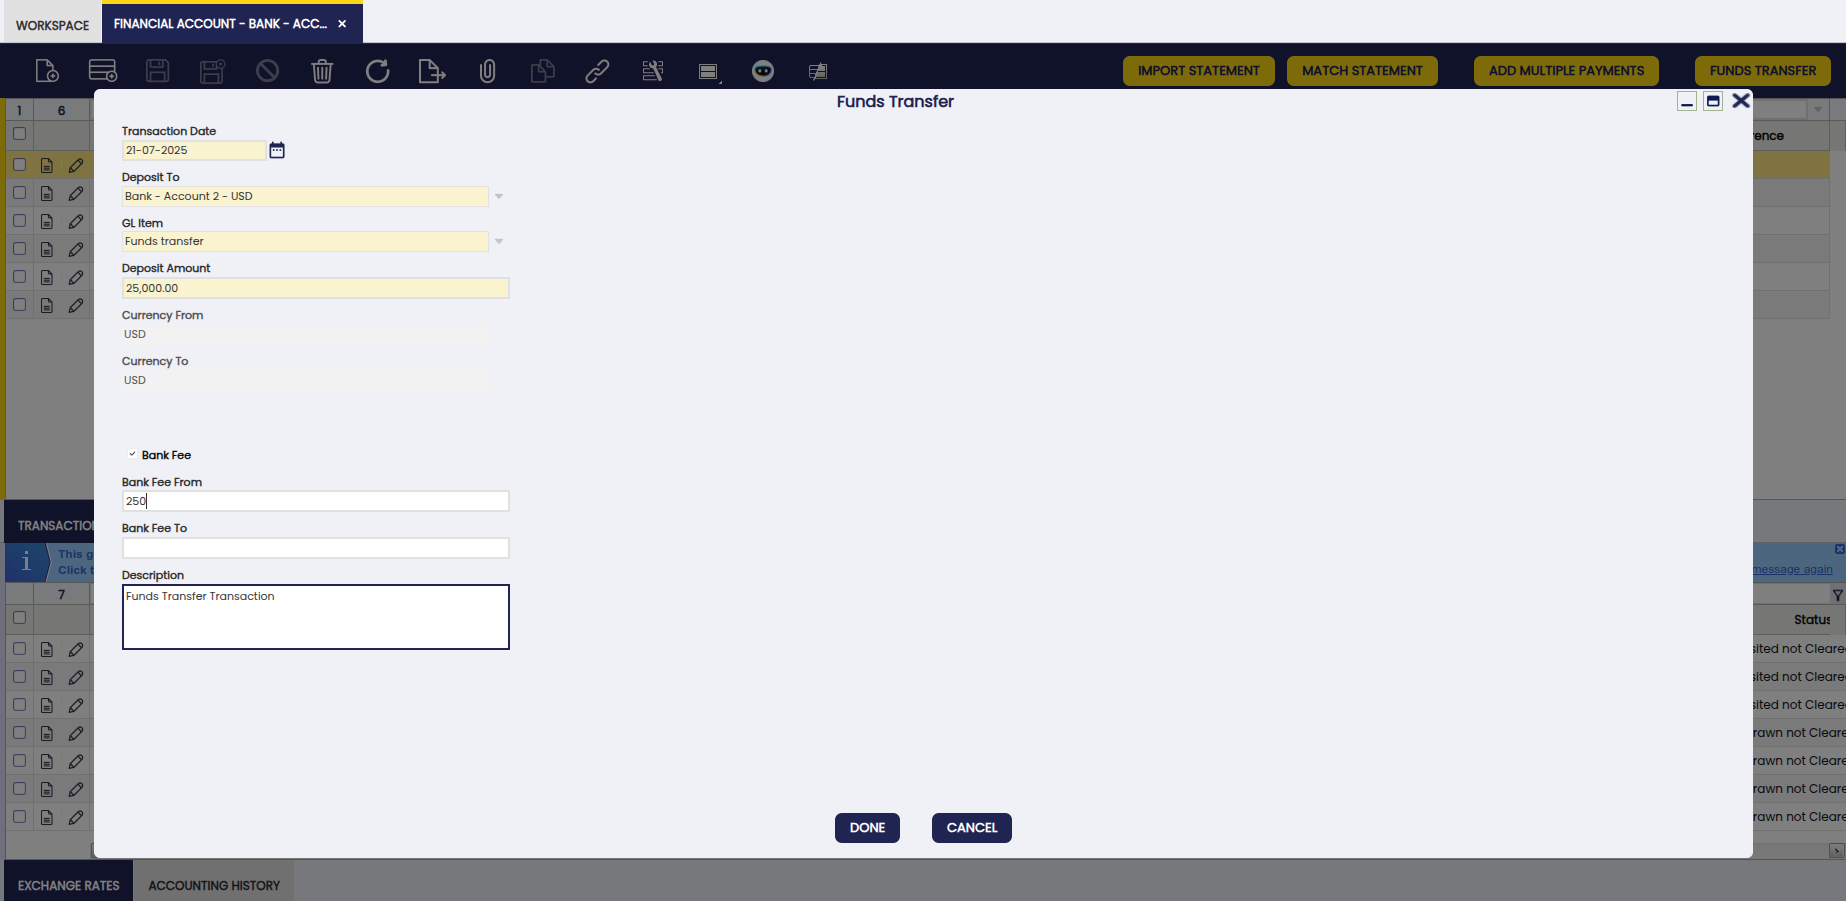 WORKSPACE
FINANCIAL ACCOUNT - BANK - ACC...
IMPORT STATEMENT
MATCH STATEMENT
ADD MULTIPLE PAYMENTS
FUNDS TRANSFER
Funds Transfer
1
6
Transaction Date
21-07-2025
Deposit To
Bank - Account 2 - USD
GL Item
Funds transfer
Deposit Amount
25,000.00
Currency From
USD
Currency To
USD
Bank Fee
Bank Fee From
250
Bank Fee To
Description
Funds Transfer Transaction
DONE
CANCEL
rence
TRANSACTION
This g
Click t
message again
7
Status
sited not Cleare
sited not Cleare
sited not Cleare
rawn not Cleare
rawn not Cleare
rawn not Cleare
rawn not Cleare
EXCHANGE RATES
ACCOUNTING HISTORY